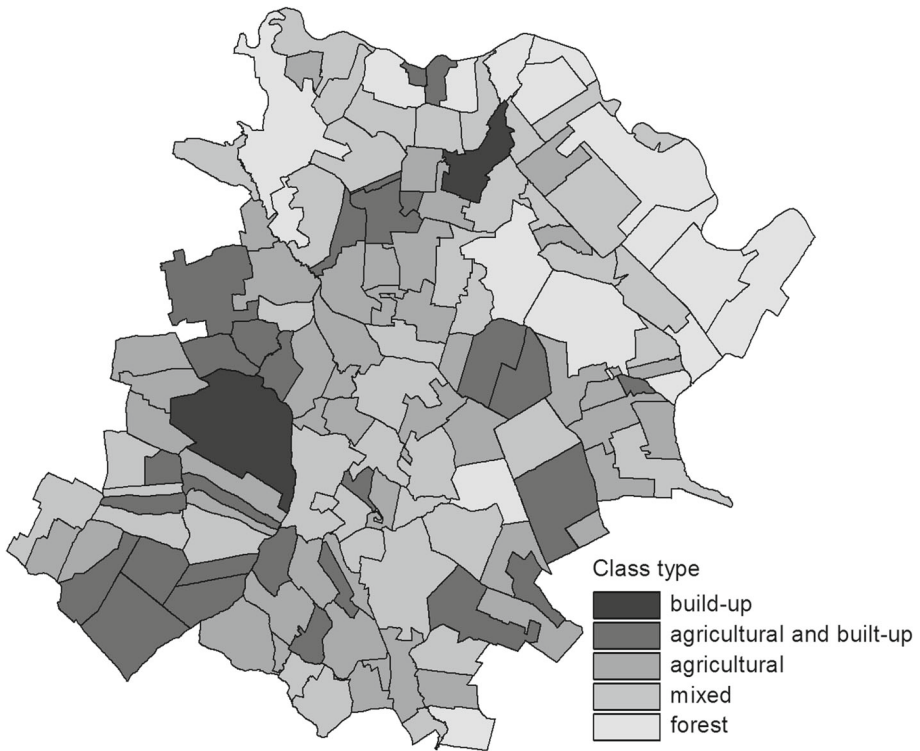 Class type
build-up
agricultural and built-up
agricultural
mixed
forest